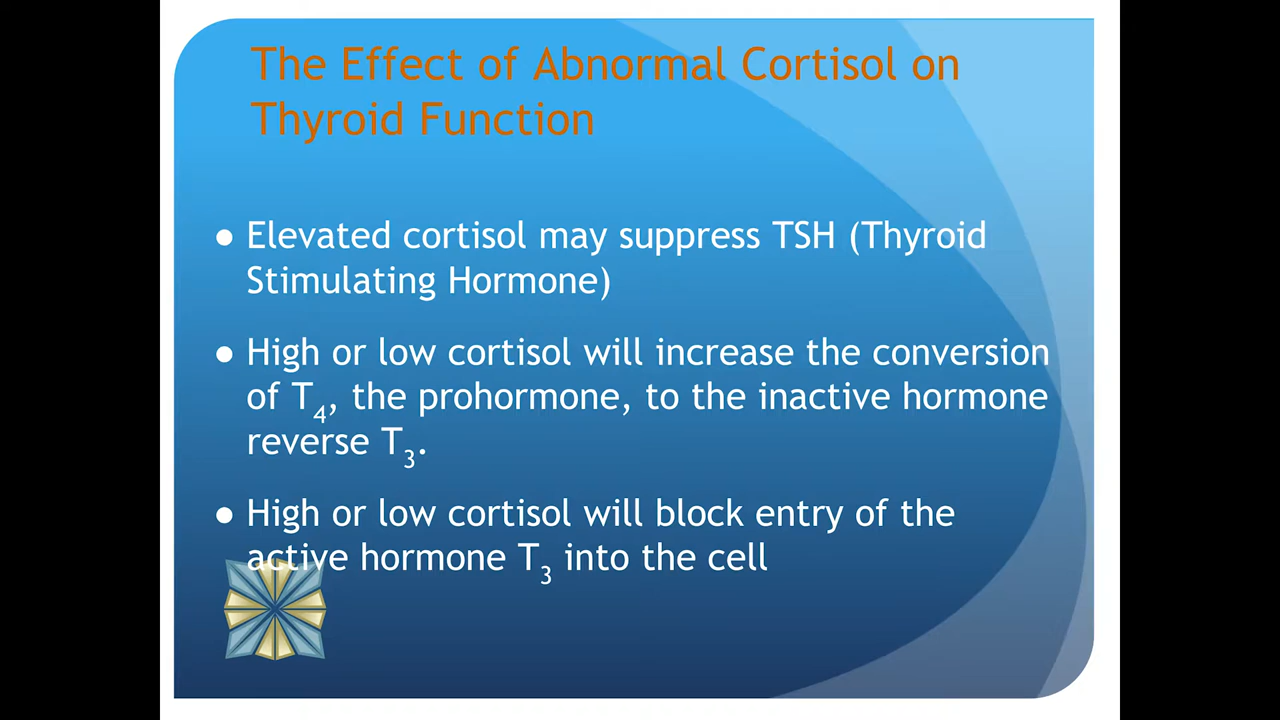 The Effect of Abnormal Cortisol on
Thyroid Function
● Elevated cortisol may suppress TSH (Thyroid
Stimulating Hormone)
● High or low cortisol will increase the conversion
of T₄, the prohormone, to the inactive hormone
reverse T₃.
● High or low cortisol will block entry of the
active hormone T₃ into the cell